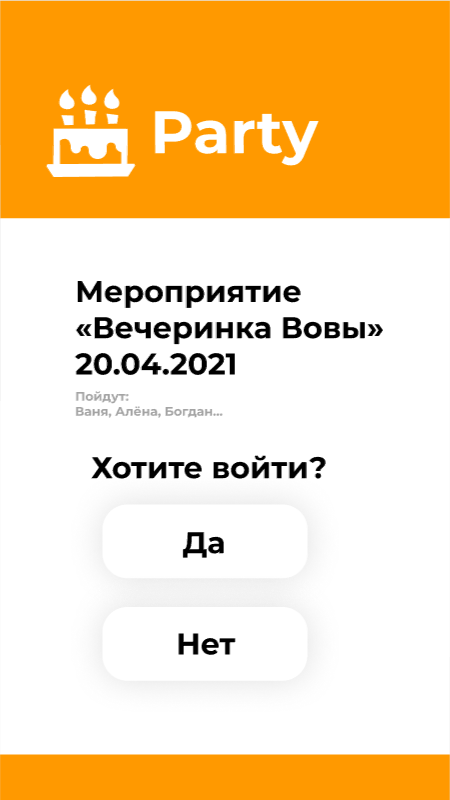 Party
Мероприятие
«Вечеринка Вовы»
20.04.2021
Пойдут:
Ваня, Алёна, Богдан...
Хотите войти?
Да
Нет